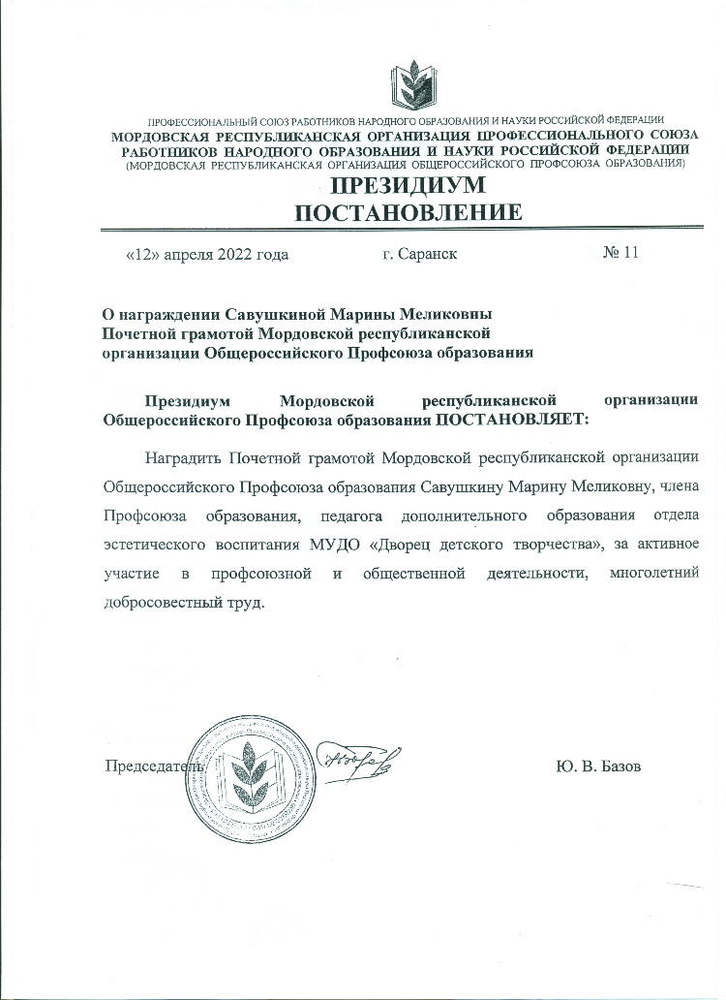 ПРОФЕССИОНАЛЬНЫЙ СОЮЗ РАБОТНИКОВ НАРОДНОГО ОБРАЗОВАНИЯ И НАУКИ РОССИЙСКОЙ ФЕДЕРАЦИИ
МОРДОВСКАЯ РЕСПУБЛИКАНСКАЯ ОРГАНИЗАЦИЯ ПРОФЕССИОНАЛЬНОГО СОЮЗА
РАБОТНИКОВ НАРОДНОГО ОБРАЗОВАНИЯ И НАУКИ РОССИЙСКОЙ ФЕДЕРАЦИИ
(МОРДОВСКАЯ РЕСПУБЛИКАНСКАЯ ОРГАНИЗАЦИЯ ОБЩЕРОССИЙСКОГО ПРОФСОЮЗА ОБРАЗОВАНИЯ)
ПРЕЗИДИУМ
ПОСТАНОВЛЕНИЕ
«12» апреля 2022 года г. Саранск № 11
О награждении Савушкиной Марины Меликовны
Почетной грамотой Мордовской республиканской
организации Общероссийского Профсоюза образования
Президиум Мордовской республиканской организации
Общероссийского Профсоюза образования ПОСТАНОВЛЯЕТ:
Наградить Почетной грамотой Мордовской республиканской организации
Общероссийского Профсоюза образования Савушкину Марину Меликовну, члена
Профсоюза образования, педагога дополнительного образования отдела
эстетического воспитания МУДО «Дворец детского творчества», за активное
участие в профсоюзной и общественной деятельности, многолетний
добросовестный труд.
Председатель Ю. В. Базов